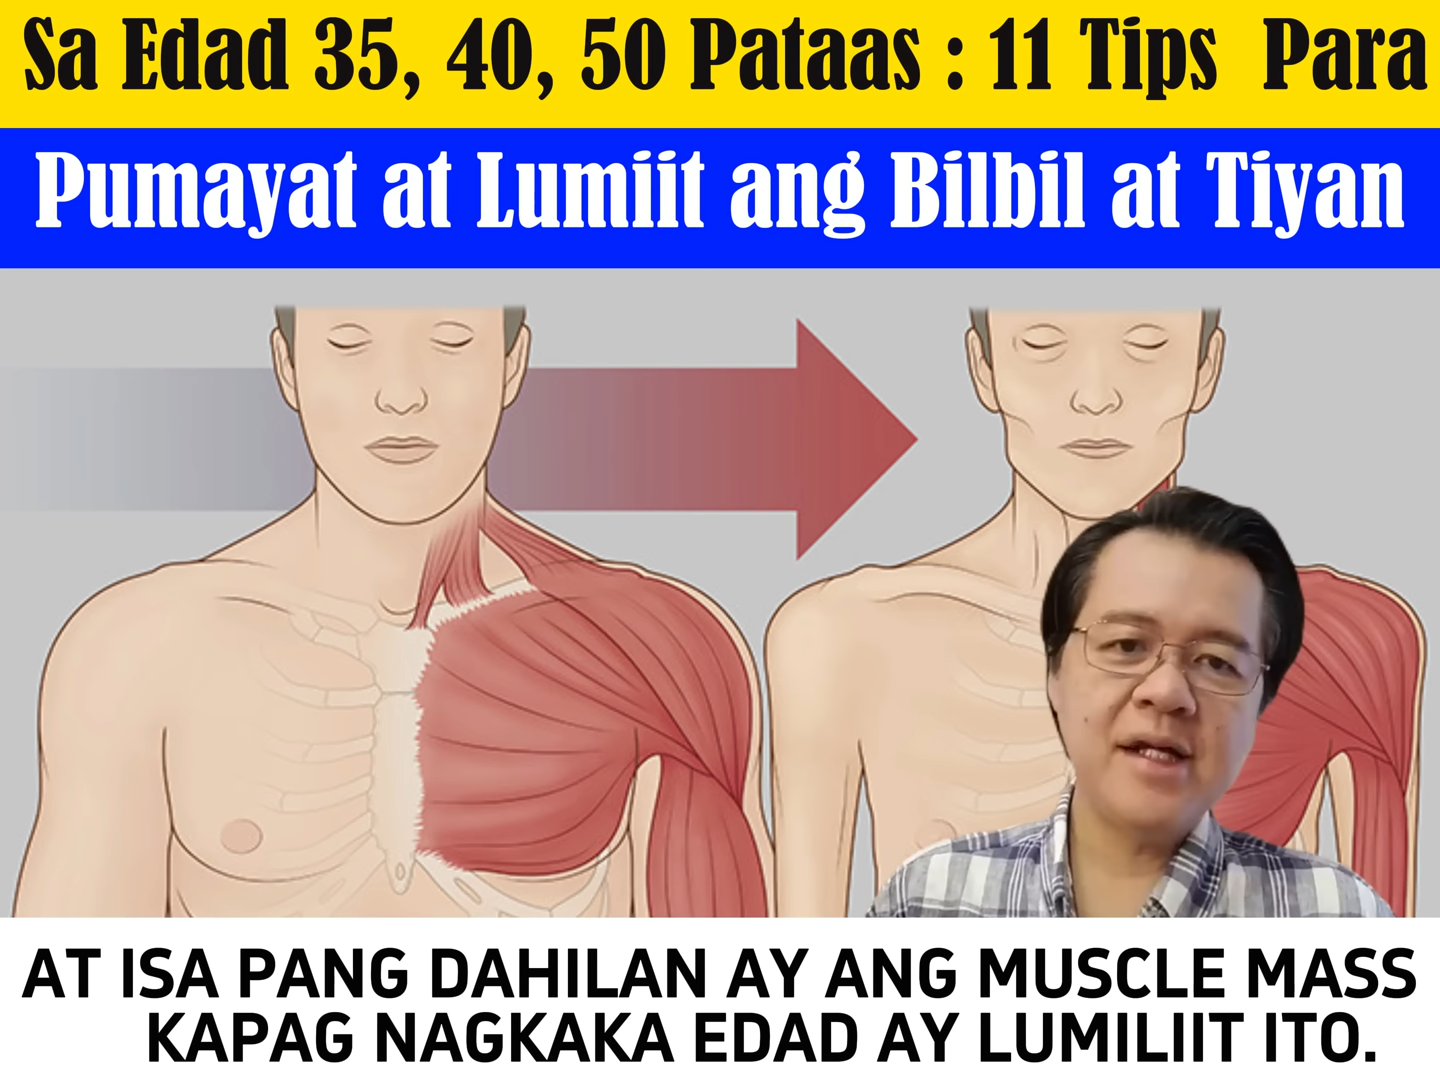 Sa Edad 35, 40, 50 Pataas : 11 Tips Para
Pumayat at Lumiit ang Bilbil at Tiyan
AT ISA PANG DAHILAN AY ANG MUSCLE MASS
KAPAG NAGKAKA EDAD AY LUMILIIT ITO.